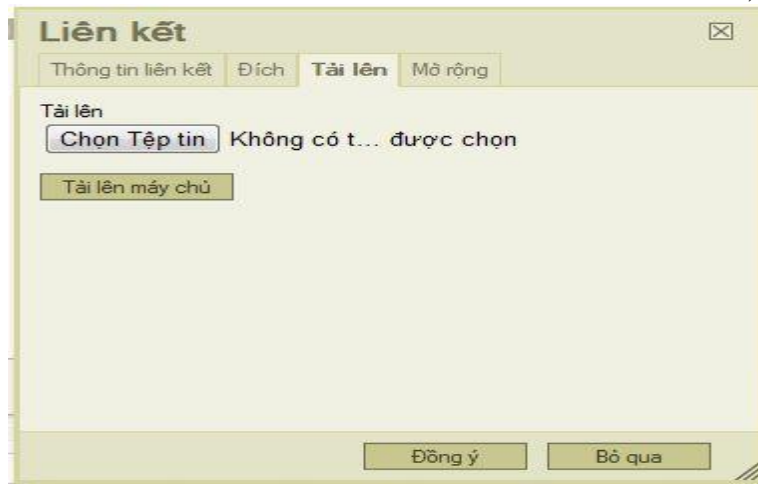 Liên kết
Thông tin liên kết Đích Tải lên Mở rộng
Tải lên
Chọn Tệp tin Không có t... được chọn
Tải lên máy chủ
Đồng ý Bỏ qua